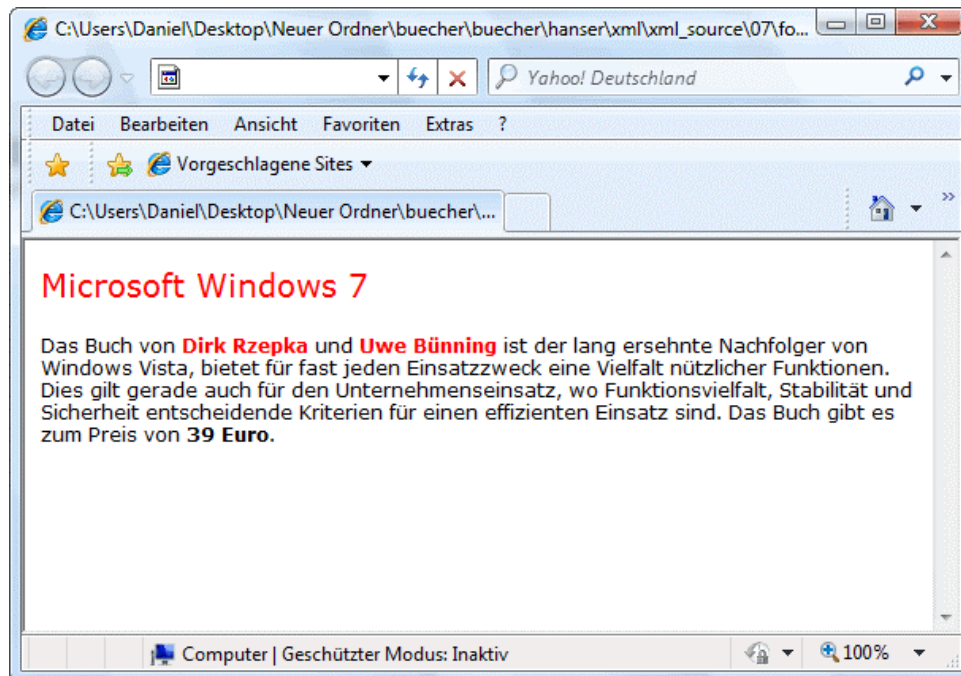 C:\Users\Daniel\Desktop\Neuer Ordner\buecher\buecher\hanser\xml\xml_source\07\fo...
Yahoo! Deutschland
Datei Bearbeiten Ansicht Favoriten Extras ?
Vorgeschlagene Sites
C:\Users\Daniel\Desktop\Neuer Ordner\buecher\...
Microsoft Windows 7
Das Buch von Dirk Rzepka und Uwe Bünning ist der lang ersehnte Nachfolger von
Windows Vista, bietet für fast jeden Einsatzzweck eine Vielfalt nützlicher Funktionen.
Dies gilt gerade auch für den Unternehmenseinsatz, wo Funktionsvielfalt, Stabilität und
Sicherheit entscheidende Kriterien für einen effizienten Einsatz sind. Das Buch gibt es
zum Preis von 39 Euro.
Computer | Geschützter Modus: Inaktiv
100%